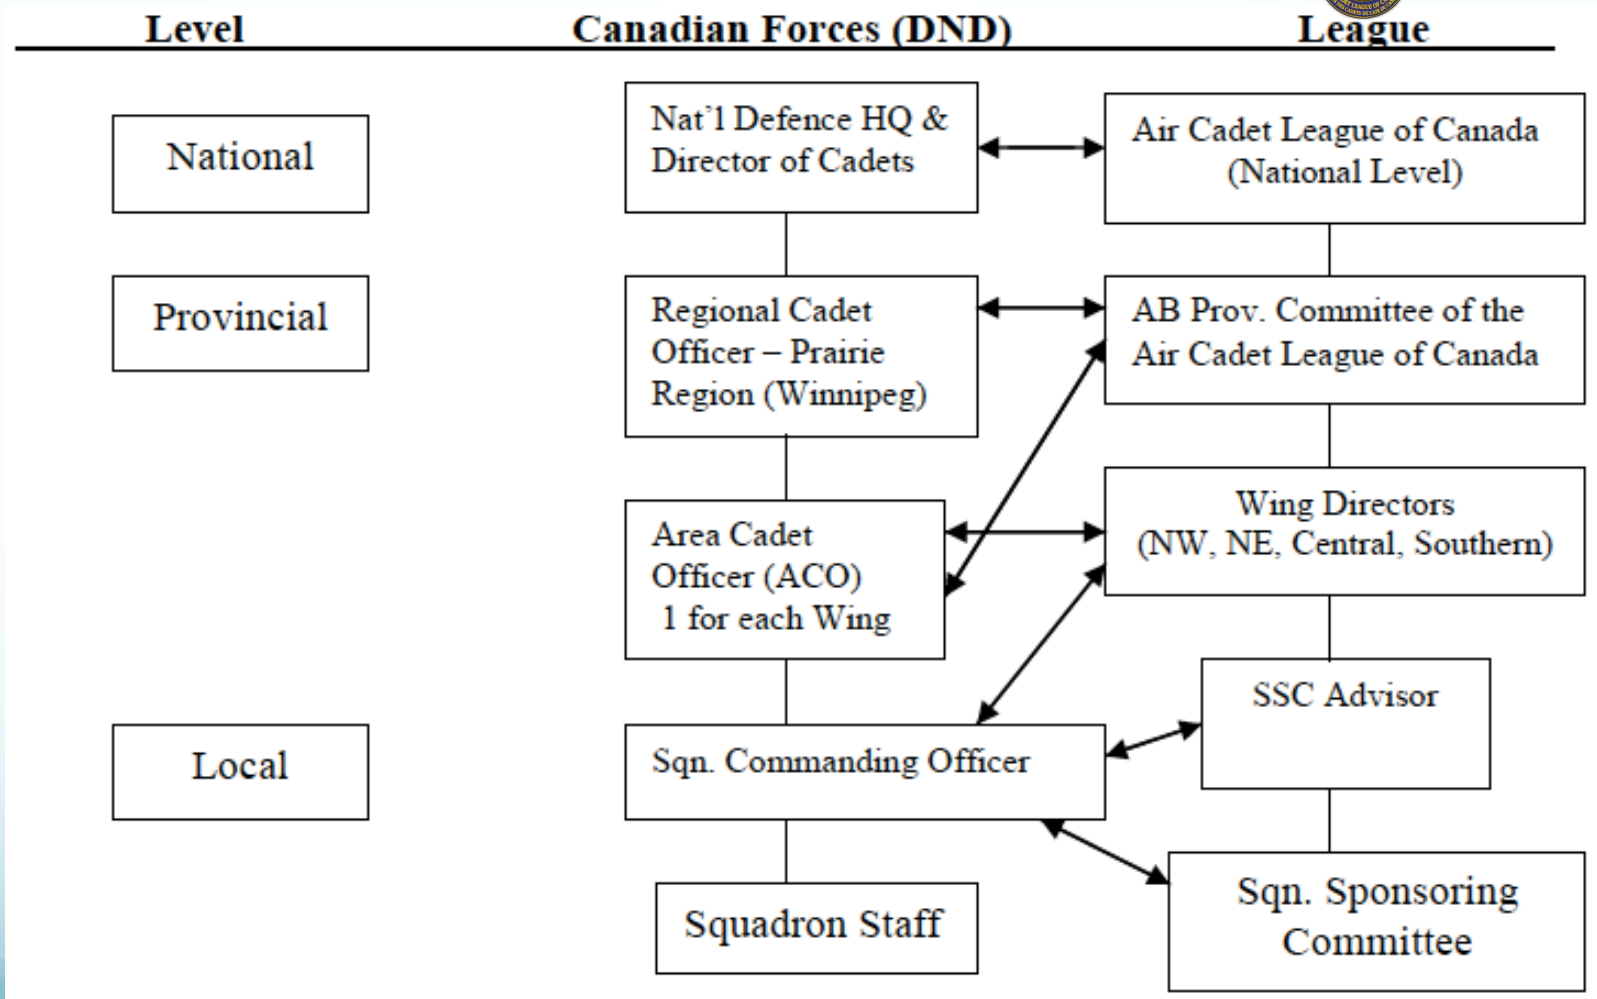 Level
Canadian Forces (DND)
League
National
Nat'l Defence HQ &
Director of Cadets
Air Cadet League of Canada
(National Level)
Provincial
Regional Cadet
Officer – Prairie
Region (Winnipeg)
AB Prov. Committee of the
Air Cadet League of Canada
Area Cadet
Officer (ACO)
1 for each Wing
Wing Directors
(NW, NE, Central, Southern)
SSC Advisor
Local
Sqn. Commanding Officer
Squadron Staff
Sqn. Sponsoring
Committee